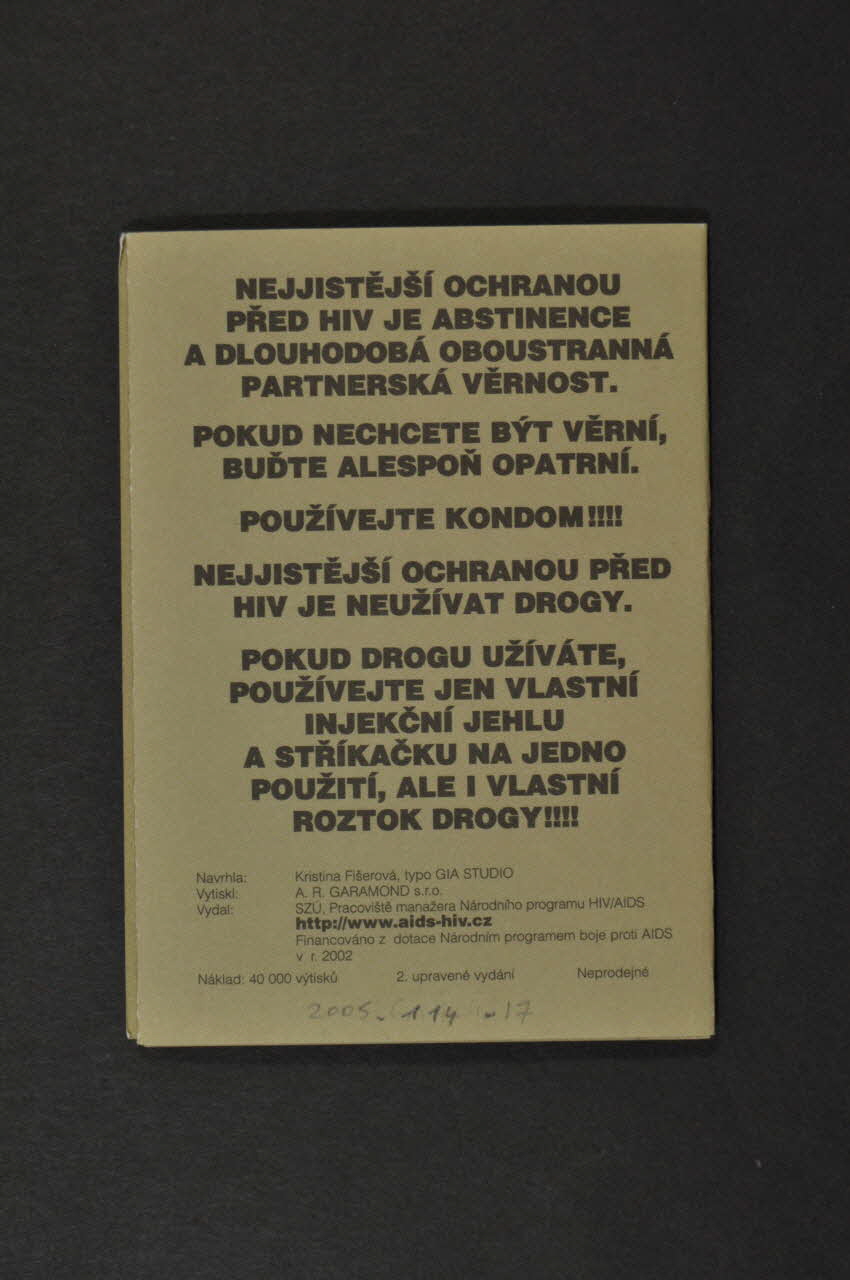 NEJJISTĚJŠÍ OCHRANOU
PŘED HIV JE ABSTINENCE
A DLOUHODOBÁ OBOUSTRANNÁ
PARTNERSKÁ VĚRNOST.
POKUD NECHCETE BÝT VĚRNÍ,
BUĎTE ALESPOŇ OPATRNÍ.
POUŽÍVEJTE KONDOM!!!!
NEJJISTĚJŠÍ OCHRANOU PŘED
HIV JE NEUŽÍVAT DROGY.
POKUD DROGU UŽÍVÁTE,
POUŽÍVEJTE JEN VLASTNÍ
INJEKČNÍ JEHLU
A STŘÍKAČKU NA JEDNO
POUŽITÍ, ALE I VLASTNÍ
ROZTOK DROGY!!!!
Navrhla: Kristina Fišerová, typo GIA STUDIO
Vytiskl: A. R. GARAMOND s.r.o.
Vydal: SZÚ, Pracoviště manažera Národního programu HIV/AIDS
http://www.aids-hiv.cz
Financováno z dotace Národním programem boje proti AIDS
v r. 2002
Náklad: 40 000 výtisků 2. upravené vydání Neprodejné
2005. 114 . 17